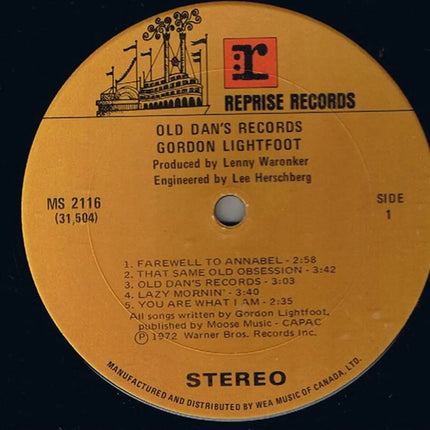 r
REPRISE RECORDS
OLD DAN'S RECORDS
GORDON LIGHTFOOT
Produced by Lenny Waronker
Engineered by Lee Herschberg
MS 2116
(31,504)
SIDE
1
1. FAREWELL TO ANNABEL - 2:58
2. THAT SAME OLD OBSESSION - 3:42
3. OLD DAN'S RECORDS - 3:03
4. LAZY MORNIN' - 3:40
5. YOU ARE WHAT I AM - 2:35
All songs written by Gordon Lightfoot,
published by Moose Music - CAPAC
Ⓟ 1972 Warner Bros. Records Inc.
STEREO
MANUFACTURED AND DISTRIBUTED BY WEA MUSIC OF CANADA, LTD.